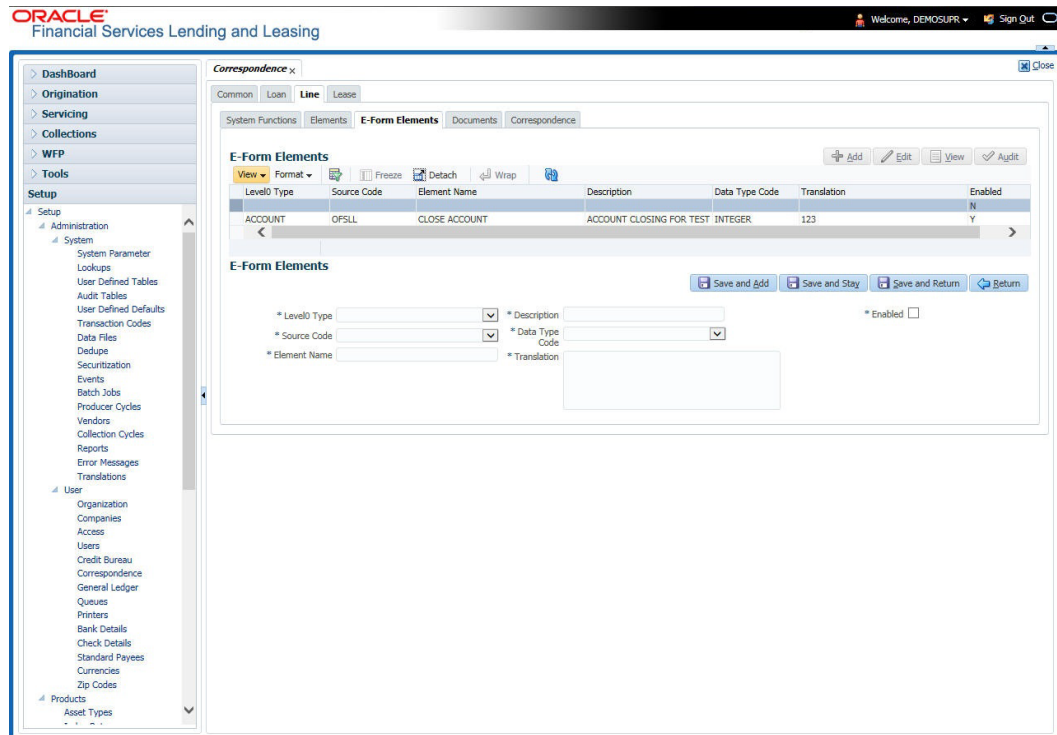 ORACLE
Financial Services Lending and Leasing
Welcome, DEMOSUPR
Sign Out
DashBoard
Origination
Servicing
Collections
WFP
Tools
Setup
Setup
Administration
System
System Parameter
Lookups
User Defined Tables
Audit Tables
User Defined Defaults
Transaction Codes
Data Files
Dedupe
Securitization
Events
Batch Jobs
Producer Cycles
Vendors
Collection Cycles
Reports
Error Messages
Translations
User
Organization
Companies
Access
Users
Credit Bureau
Correspondence
General Ledger
Queues
Printers
Bank Details
Check Details
Standard Payees
Currencies
Zip Codes
Products
Asset Types
Correspondence x
Close
Common Loan Line Lease
System Functions Elements E-Form Elements Documents Correspondence
E-Form Elements
Add Edit View Audit
View Format Freeze Detach Wrap
Level0 Type Source Code Element Name Description Data Type Code Translation Enabled
N
ACCOUNT OFSLL CLOSE ACCOUNT ACCOUNT CLOSING FOR TEST INTEGER 123 Y
E-Form Elements
Save and Add Save and Stay Save and Return Return
* Level0 Type
* Source Code
* Element Name
* Description
* Data Type
Code
* Translation
* Enabled